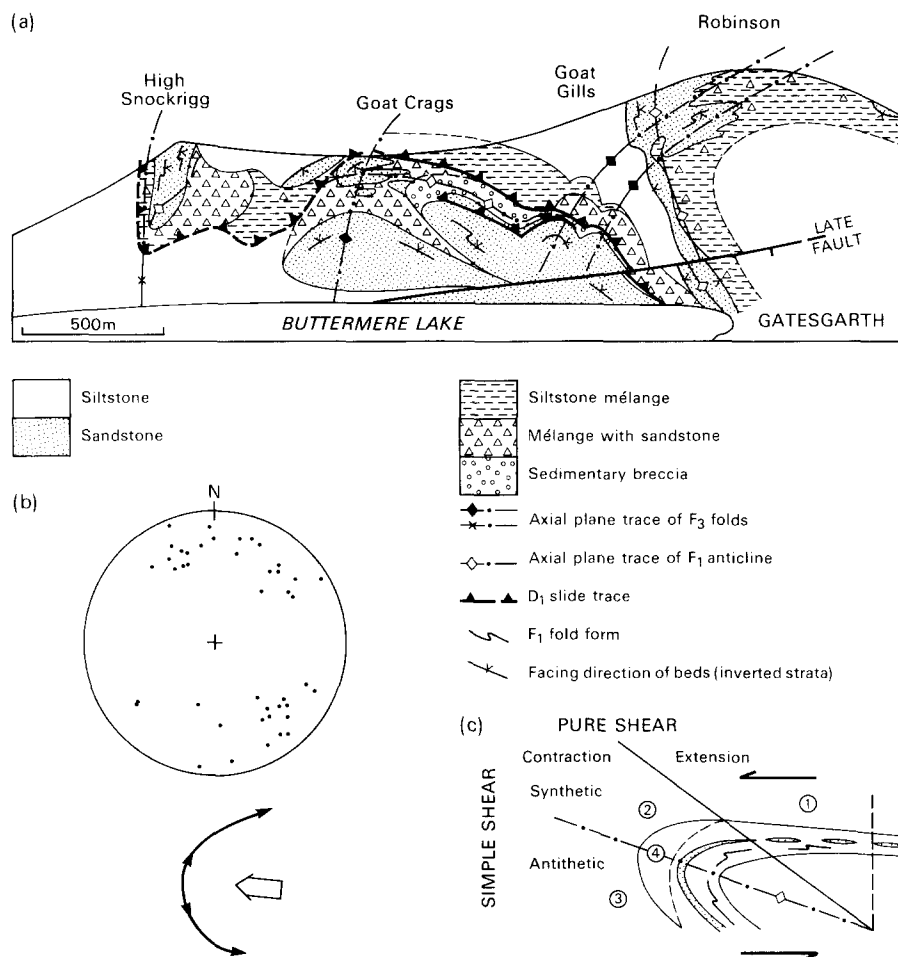 (a)
Robinson
High
Snockrigg
Goat Crags
Goat
Gills
LATE
FAULT
500m
BUTTERMERE LAKE
GATESGARTH
Siltstone
Sandstone
Siltstone mélange
Mélange with sandstone
Sedimentary breccia
Axial plane trace of F3 folds
Axial plane trace of F1 anticline
D1 slide trace
F1 fold form
Facing direction of beds (inverted strata)
(b)
N
(c)
PURE SHEAR
Contraction Extension
SIMPLE SHEAR
Synthetic
Antithetic
1
2
4
3